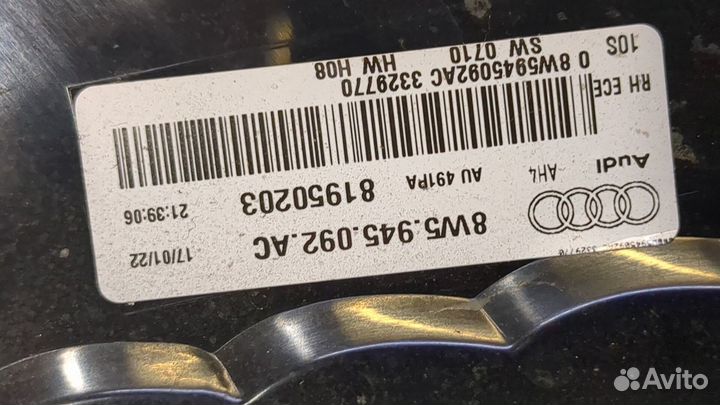 8W5.945.092.AC
17/01/22
Audi
AH4
AU 491PA
81950203
21:39:06
RH ECE
0 8W5945092AC 3329770
10S
SW 0710
HW H08
Avito